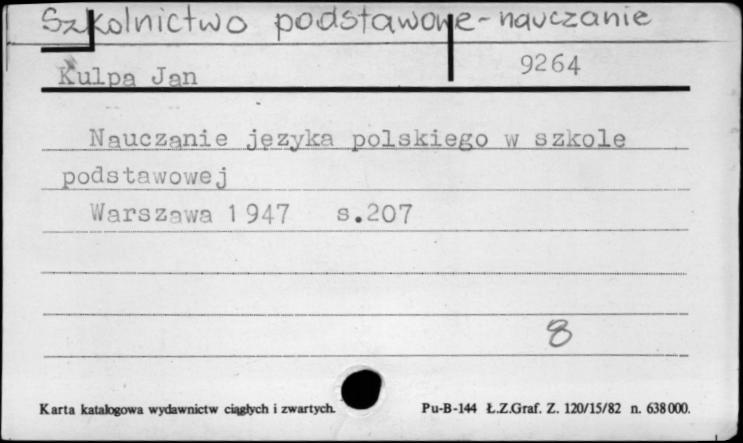 Szkolnictwo podstawowe - nauczanie
Kulpa Jan 9264
Nauczanie języka polskiego w szkole
podstawowej
Warszawa 1947 s.207
8
Karta katalogowa wydawnictw ciągłych i zwartych. Pu-B-144 Ł.Z.Graf. Z. 120/15/82 n. 638000.